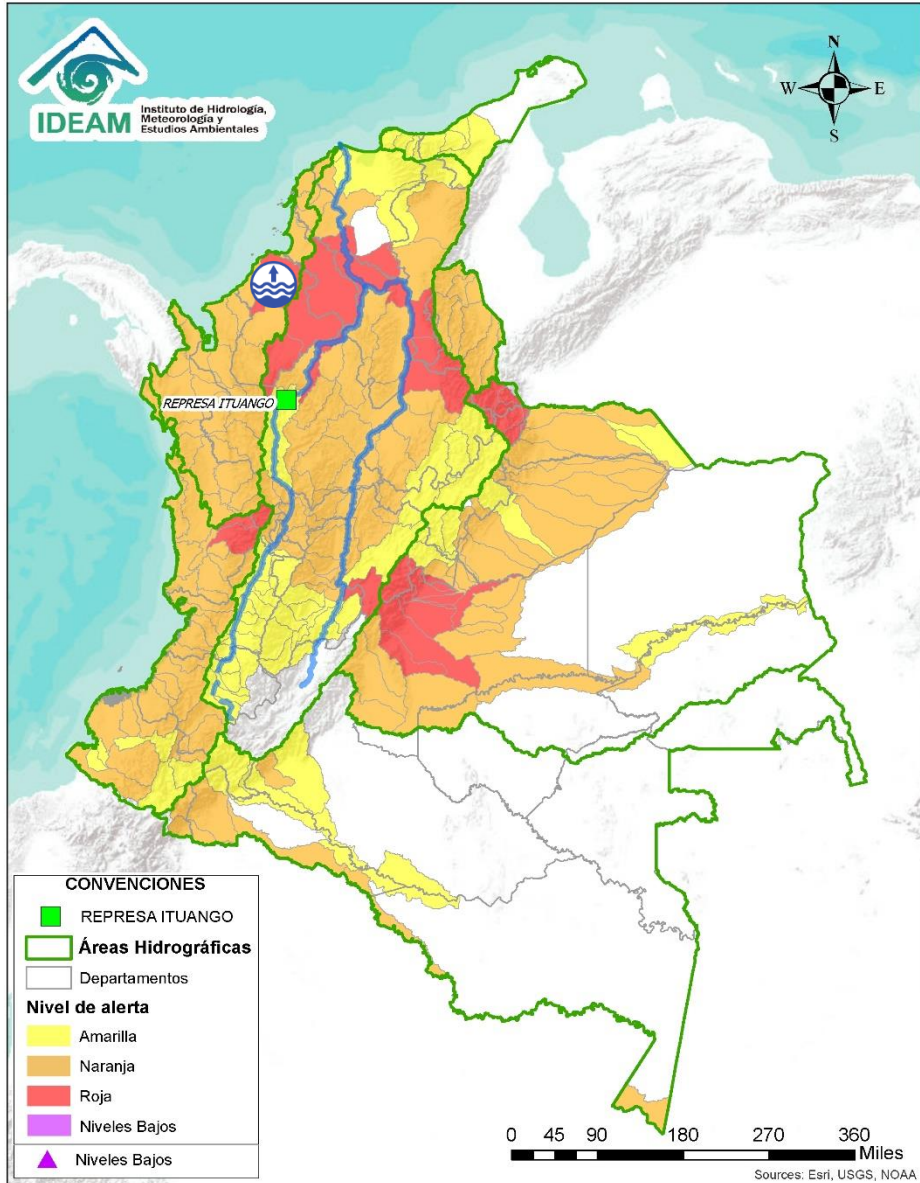 IDEAM
Instituto de Hidrología,
Meteorología y
Estudios Ambientales
N
W
E
S
REPRESA ITUANGO
CONVENCIONES
REPRESA ITUANGO
Áreas Hidrográficas
Departamentos
Nivel de alerta
Amarilla
Naranja
Roja
Niveles Bajos
Niveles Bajos
0 45 90 180 270 360
Miles
Sources: Esri, USGS, NOAA